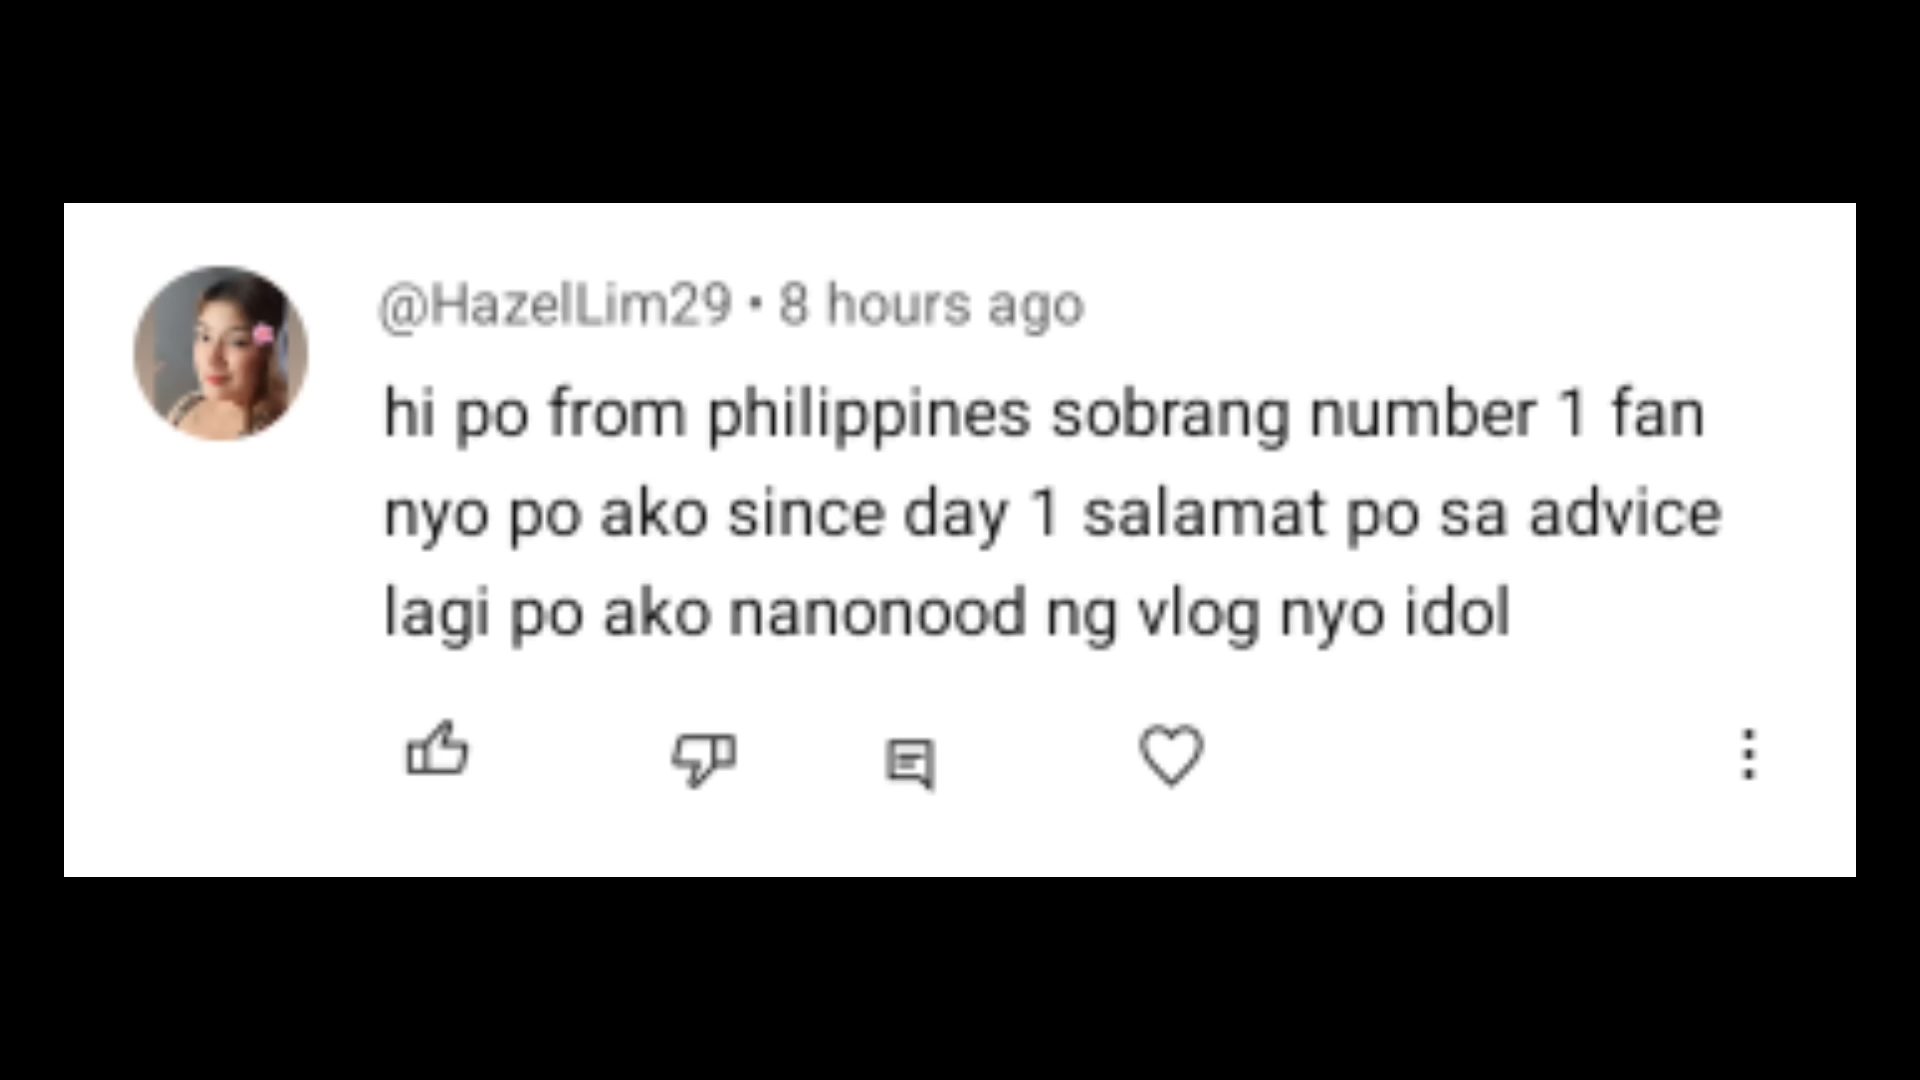 @HazelLim29 • 8 hours ago
hi po from philippines sobrang number 1 fan
nyo po ako since day 1 salamat po sa advice
lagi po ako nanonood ng vlog nyo idol